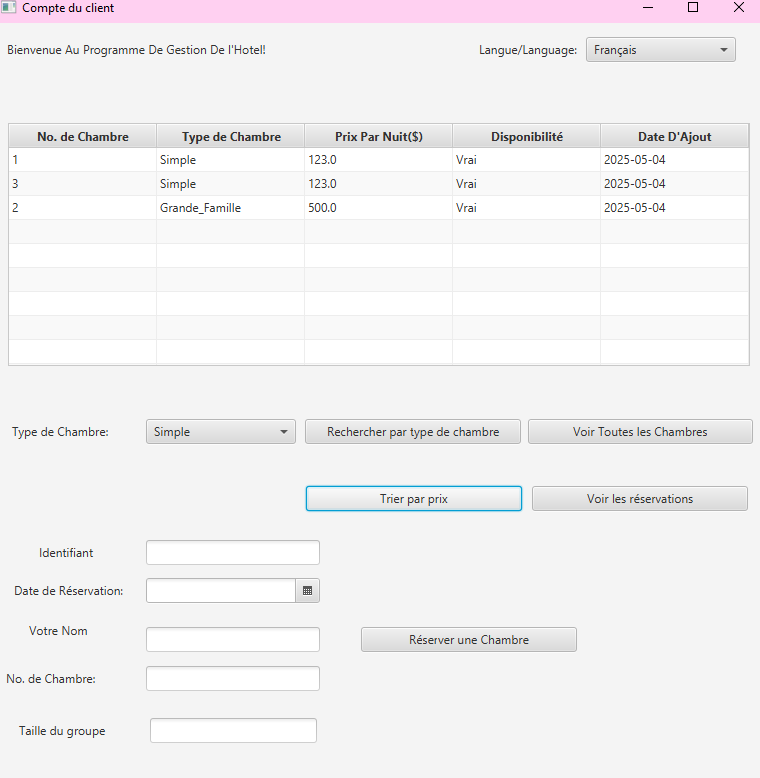 Compte du client
Bienvenue Au Programme De Gestion De l'Hotel! Langue/Language: Français
No. de Chambre Type de Chambre Prix Par Nuit($) Disponibilité Date D'Ajout
1 Simple 123.0 Vrai 2025-05-04
3 Simple 123.0 Vrai 2025-05-04
2 Grande_Famille 500.0 Vrai 2025-05-04
Type de Chambre: Simple Rechercher par type de chambre Voir Toutes les Chambres
Trier par prix Voir les réservations
Identifiant
Date de Réservation:
Votre Nom
Réserver une Chambre
No. de Chambre:
Taille du groupe